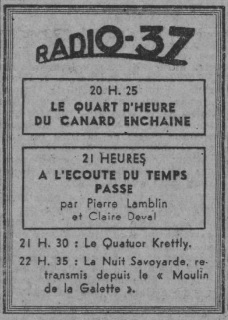 RADIO-37
20 H. 25
LE QUART D'HEURE
DU CANARD ENCHAINE
21 HEURES
A L'ECOUTE DU TEMPS
PASSE
par Pierre Lamblin
et Claire Deval
21 H. 30 : Le Quatuor Krettly.
22 H. 35 : La Nuit Savoyarde, re-
transmis depuis le « Moulin
de la Galette ».